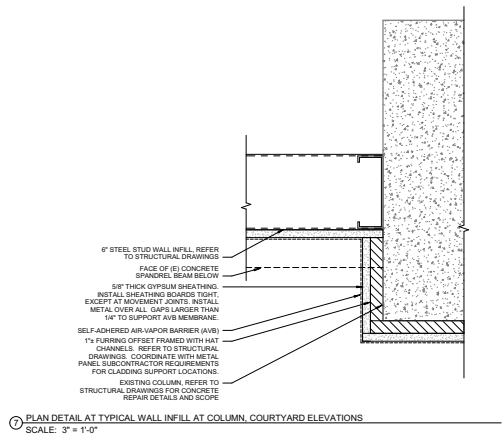 6" STEEL STUD WALL INFILL, REFER
TO STRUCTURAL DRAWINGS
FACE OF (E) CONCRETE
SPANDREL BEAM BELOW
5/8" THICK GYPSUM SHEATHING.
INSTALL SHEATHING BOARDS TIGHT,
EXCEPT AT MOVEMENT JOINTS. INSTALL
METAL OVER ALL GAPS LARGER THAN
1/4" TO SUPPORT AVB MEMBRANE.
SELF-ADHERED AIR-VAPOR BARRIER (AVB)
1"± FURRING OFFSET FRAMED WITH HAT
CHANNELS. REFER TO STRUCTURAL
DRAWINGS. COORDINATE WITH METAL
PANEL SUBCONTRACTOR REQUIREMENTS
FOR CLADDING SUPPORT LOCATIONS.
EXISTING COLUMN, REFER TO
STRUCTURAL DRAWINGS FOR CONCRETE
REPAIR DETAILS AND SCOPE
7 PLAN DETAIL AT TYPICAL WALL INFILL AT COLUMN, COURTYARD ELEVATIONS
SCALE: 3" = 1'-0"